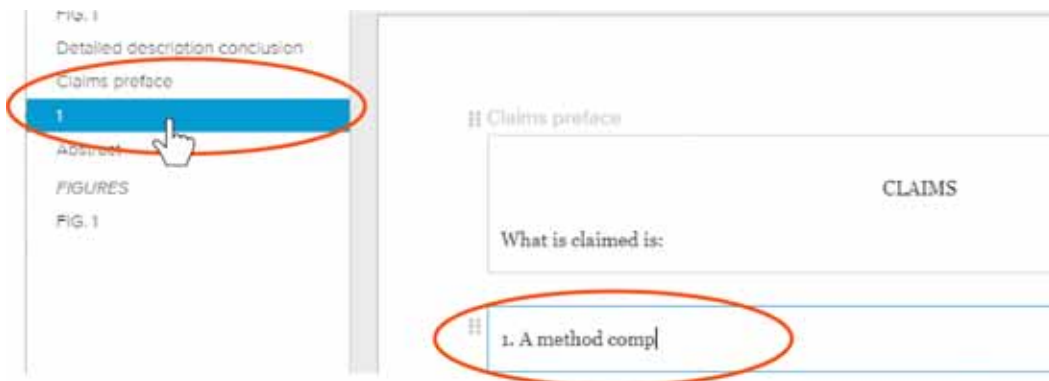 FIG. 1
Detailed description conclusion
Claims preface
1
Abstract
FIGURES
FIG. 1
Claims preface
CLAIMS
What is claimed is:
1. A method comp